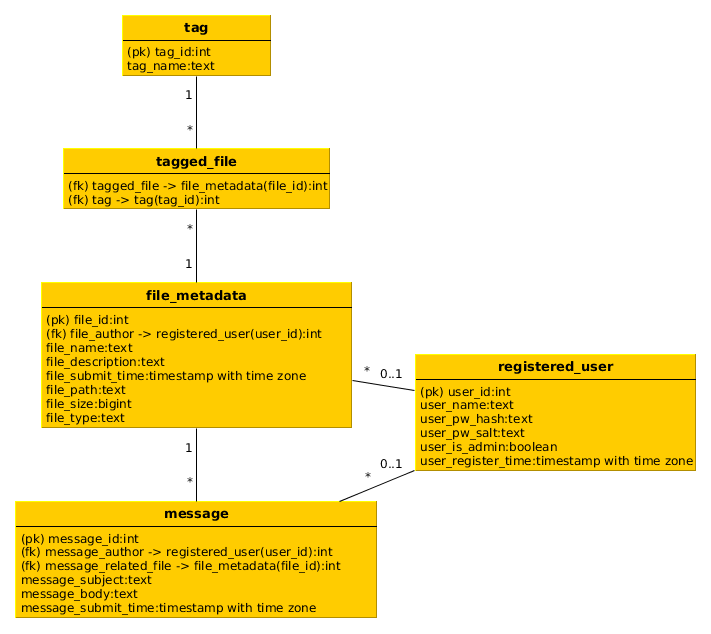 tag
(pk) tag_id:int
tag_name:text
1
*
tagged_file
(fk) tagged_file -> file_metadata(file_id):int
(fk) tag -> tag(tag_id):int
*
1
file_metadata
(pk) file_id:int
(fk) file_author -> registered_user(user_id):int
file_name:text
file_description:text
file_submit_time:timestamp with time zone
file_path:text
file_size:bigint
file_type:text
* 0..1
registered_user
(pk) user_id:int
user_name:text
user_pw_hash:text
user_pw_salt:text
user_is_admin:boolean
user_register_time:timestamp with time zone
1
*
0..1
*
message
(pk) message_id:int
(fk) message_author -> registered_user(user_id):int
(fk) message_related_file -> file_metadata(file_id):int
message_subject:text
message_body:text
message_submit_time:timestamp with time zone